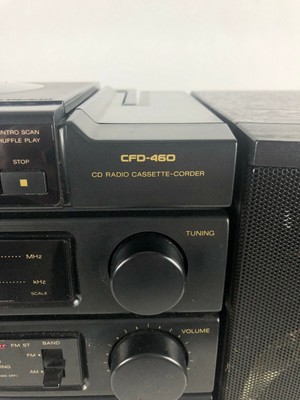 INTRO SCAN
SHUFFLE PLAY
STOP
CFD-460
CD RADIO CASSETTE-CORDER
TUNING
MHz
kHz
SCALE
VOLUME
FM ST BAND
FM
AM